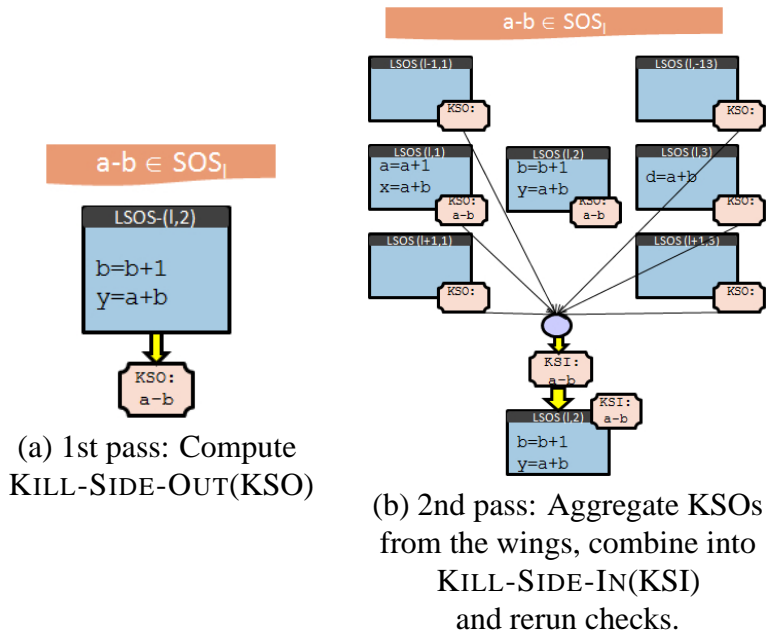 a-b ∈ SOSₗ
LSOS-(l,2)
b=b+1
y=a+b
KSO:
a-b
(a) 1st pass: Compute
KILL-SIDE-OUT(KSO)
a-b ∈ SOSₗ
LSOS (l-1,1)
KSO:
LSOS (l,-13)
KSO:
LSOS (l,1)
a=a+1
x=a+b
KSO:
a-b
LSOS (l,2)
b=b+1
y=a+b
KSO:
a-b
LSOS (l,3)
d=a+b
KSO:
LSOS (l+1,1)
KSO:
LSOS (l+1,3)
KSO:
KSI:
a-b
LSOS (l,2)
KSI:
a-b
b=b+1
y=a+b
(b) 2nd pass: Aggregate KSOs
from the wings, combine into
KILL-SIDE-IN(KSI)
and rerun checks.